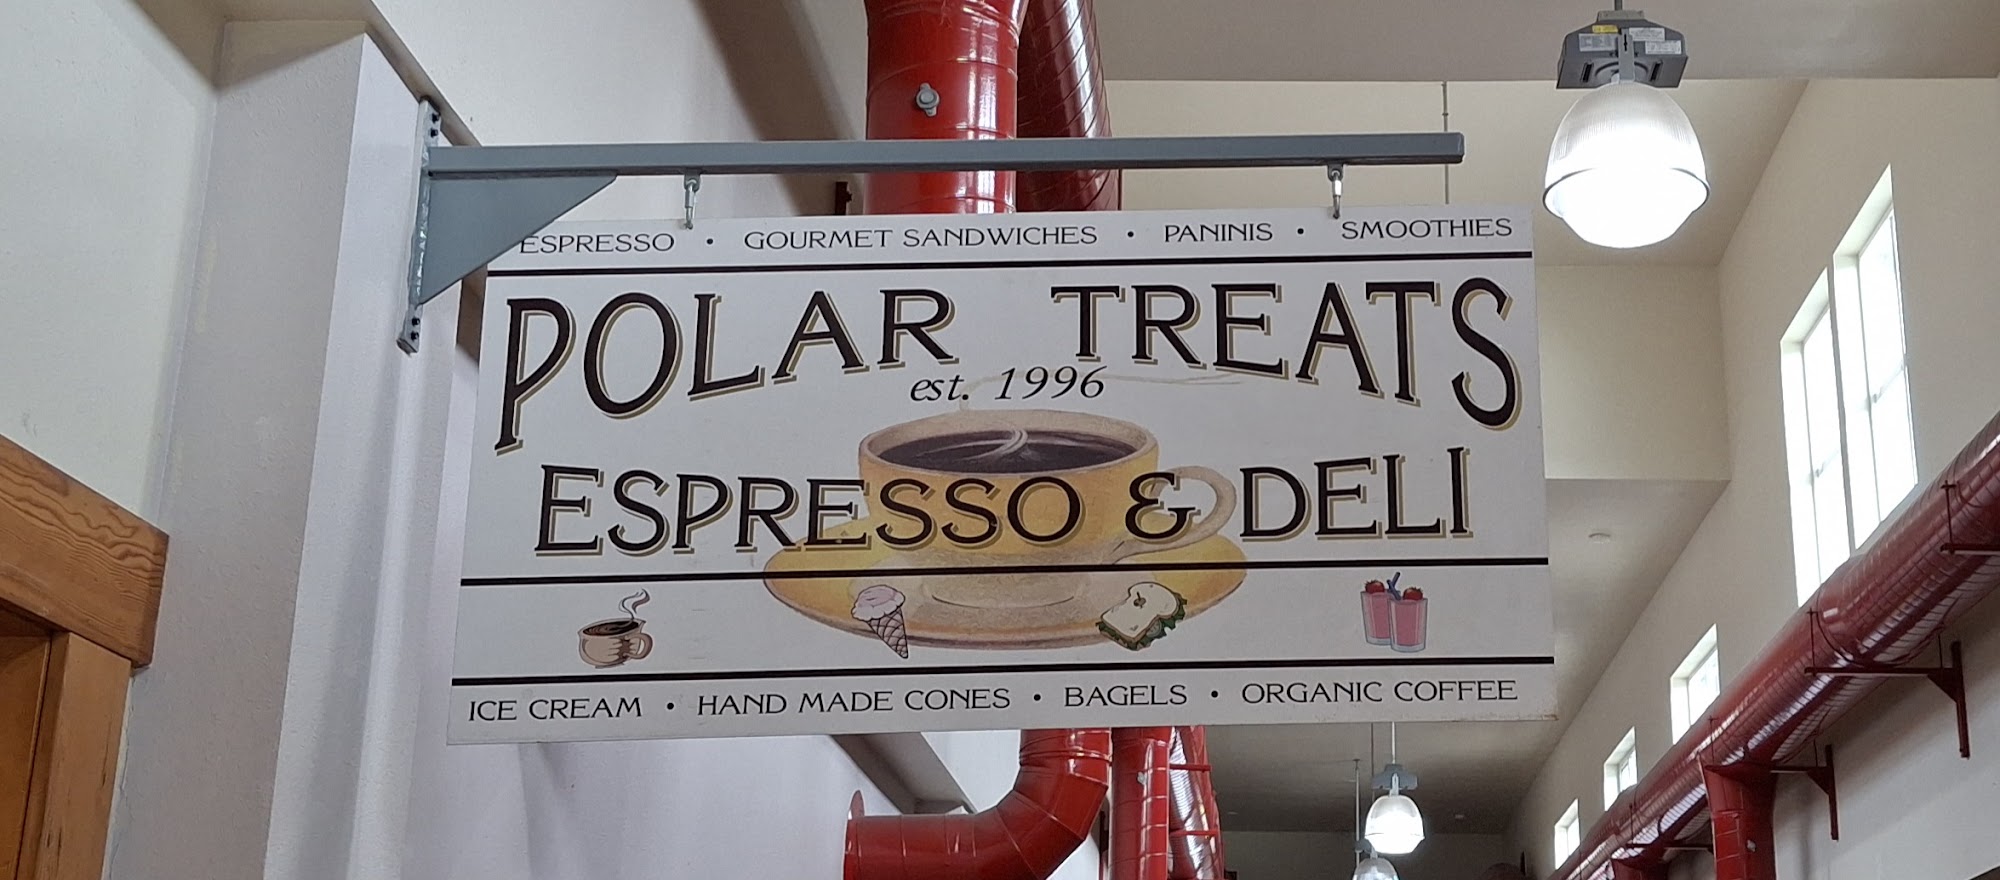 ESPRESSO • GOURMET SANDWICHES • PANINIS • SMOOTHIES
POLAR TREATS
est. 1996
ESPRESSO & DELI
ICE CREAM • HAND MADE CONES • BAGELS • ORGANIC COFFEE